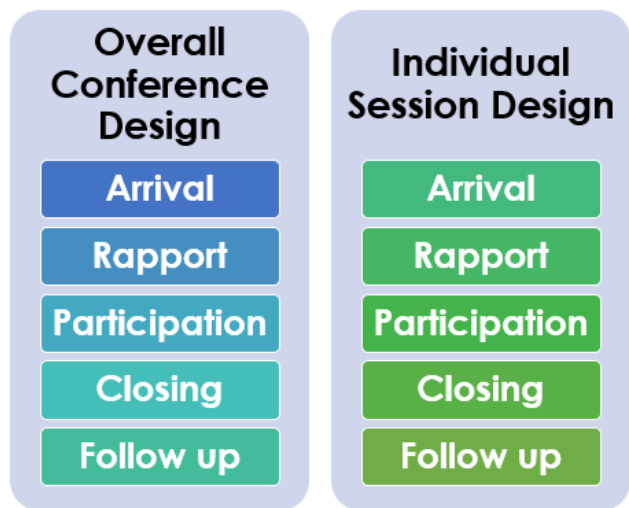 Overall
Conference
Design
Arrival
Rapport
Participation
Closing
Follow up
Individual
Session Design
Arrival
Rapport
Participation
Closing
Follow up